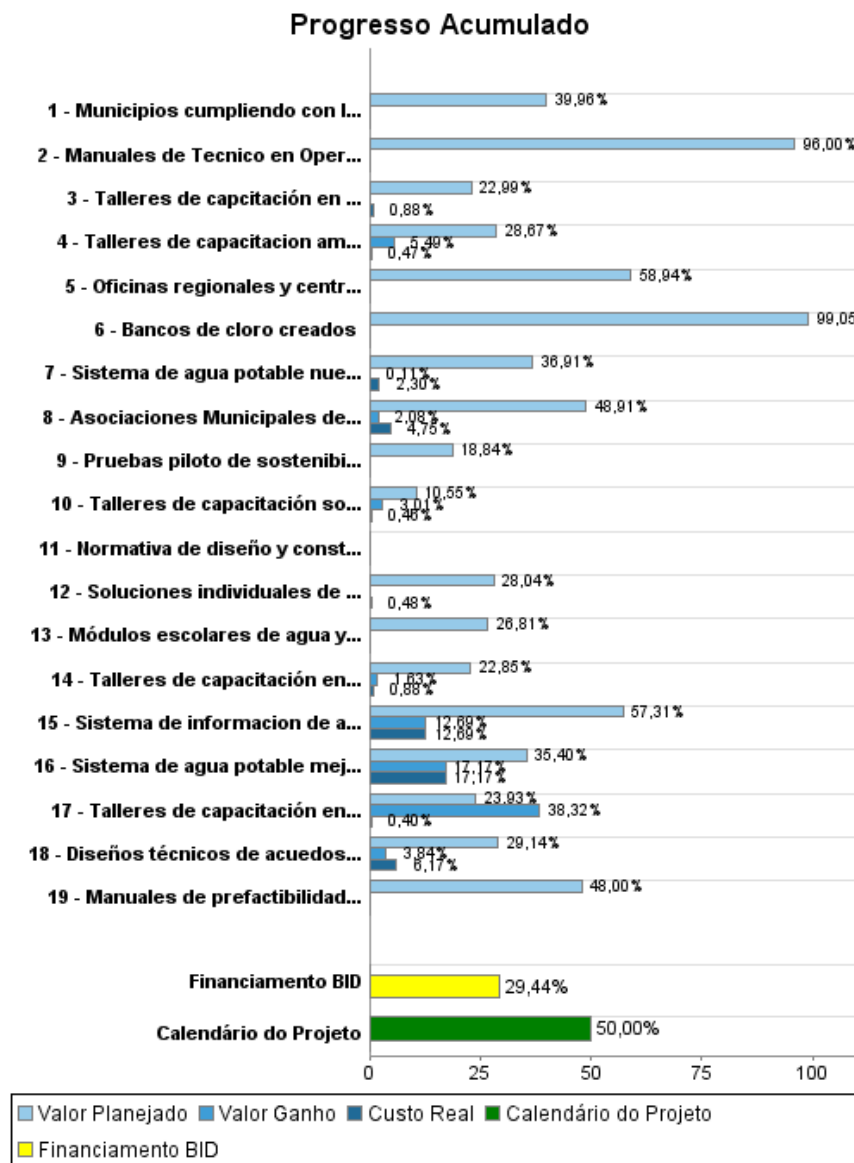 Progresso Acumulado
1 - Municipios cumpliendo con l...
39,96%
2 - Manuales de Tecnico en Oper...
96,00%
3 - Talleres de capcitación en ...
22,99%
0,88%
4 - Talleres de capacitacion am...
28,67%
5,49%
0,47%
5 - Oficinas regionales y centr...
58,94%
6 - Bancos de cloro creados
99,05
7 - Sistema de agua potable nue...
36,91%
0,11%
2,30%
8 - Asociaciones Municipales de...
48,91%
2,08%
4,75%
9 - Pruebas piloto de sostenibi...
18,84%
10 - Talleres de capacitación so...
10,55%
3,01%
0,46%
11 - Normativa de diseño y const...
12 - Soluciones individuales de ...
28,04%
0,48%
13 - Módulos escolares de agua y...
26,81%
14 - Talleres de capacitación en...
22,85%
1,63%
0,88%
15 - Sistema de informacion de a...
57,31%
12,69%
12,69%
16 - Sistema de agua potable mej...
35,40%
17,17%
17,17%
17 - Talleres de capacitación en...
23,93%
38,32%
0,40%
18 - Diseños técnicos de acuedos...
29,14%
3,84%
6,17%
19 - Manuales de prefactibilidad...
48,00%
Financiamento BID
29,44%
Calendário do Projeto
50,00%
0 25 50 75 100
Valor Planejado Valor Ganho Custo Real Calendário do Projeto
Financiamento BID